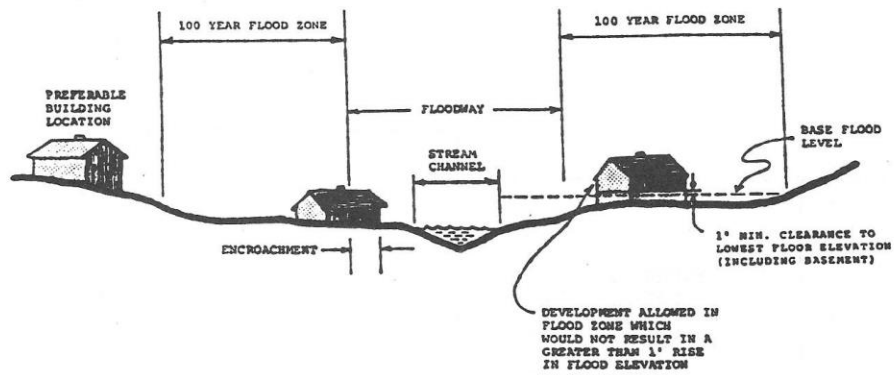 100 YEAR FLOOD ZONE
100 YEAR FLOOD ZONE
PREFERABLE
BUILDING
LOCATION
FLOODWAY
STREAM
CHANNEL
BASE FLOOD
LEVEL
ENCROACHMENT
1' MIN. CLEARANCE TO
LOWEST FLOOR ELEVATION
(INCLUDING BASEMENT)
DEVELOPMENT ALLOWED IN
FLOOD ZONE WHICH
WOULD NOT RESULT IN A
GREATER THAN 1' RISE
IN FLOOD ELEVATION